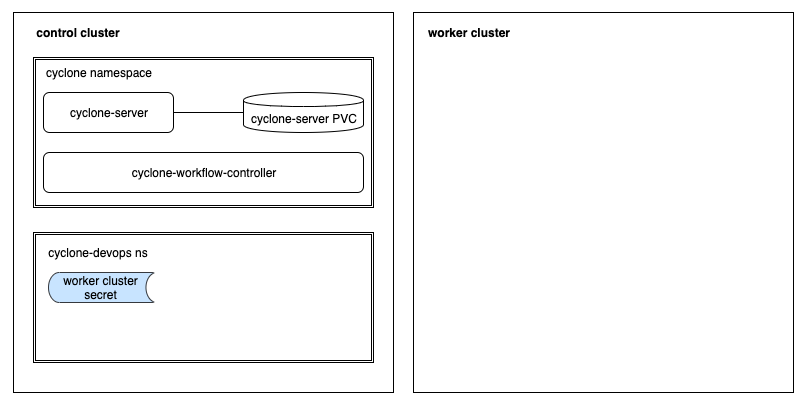 control cluster
cyclone namespace
cyclone-server
cyclone-server PVC
cyclone-workflow-controller
cyclone-devops ns
worker cluster
secret
worker cluster